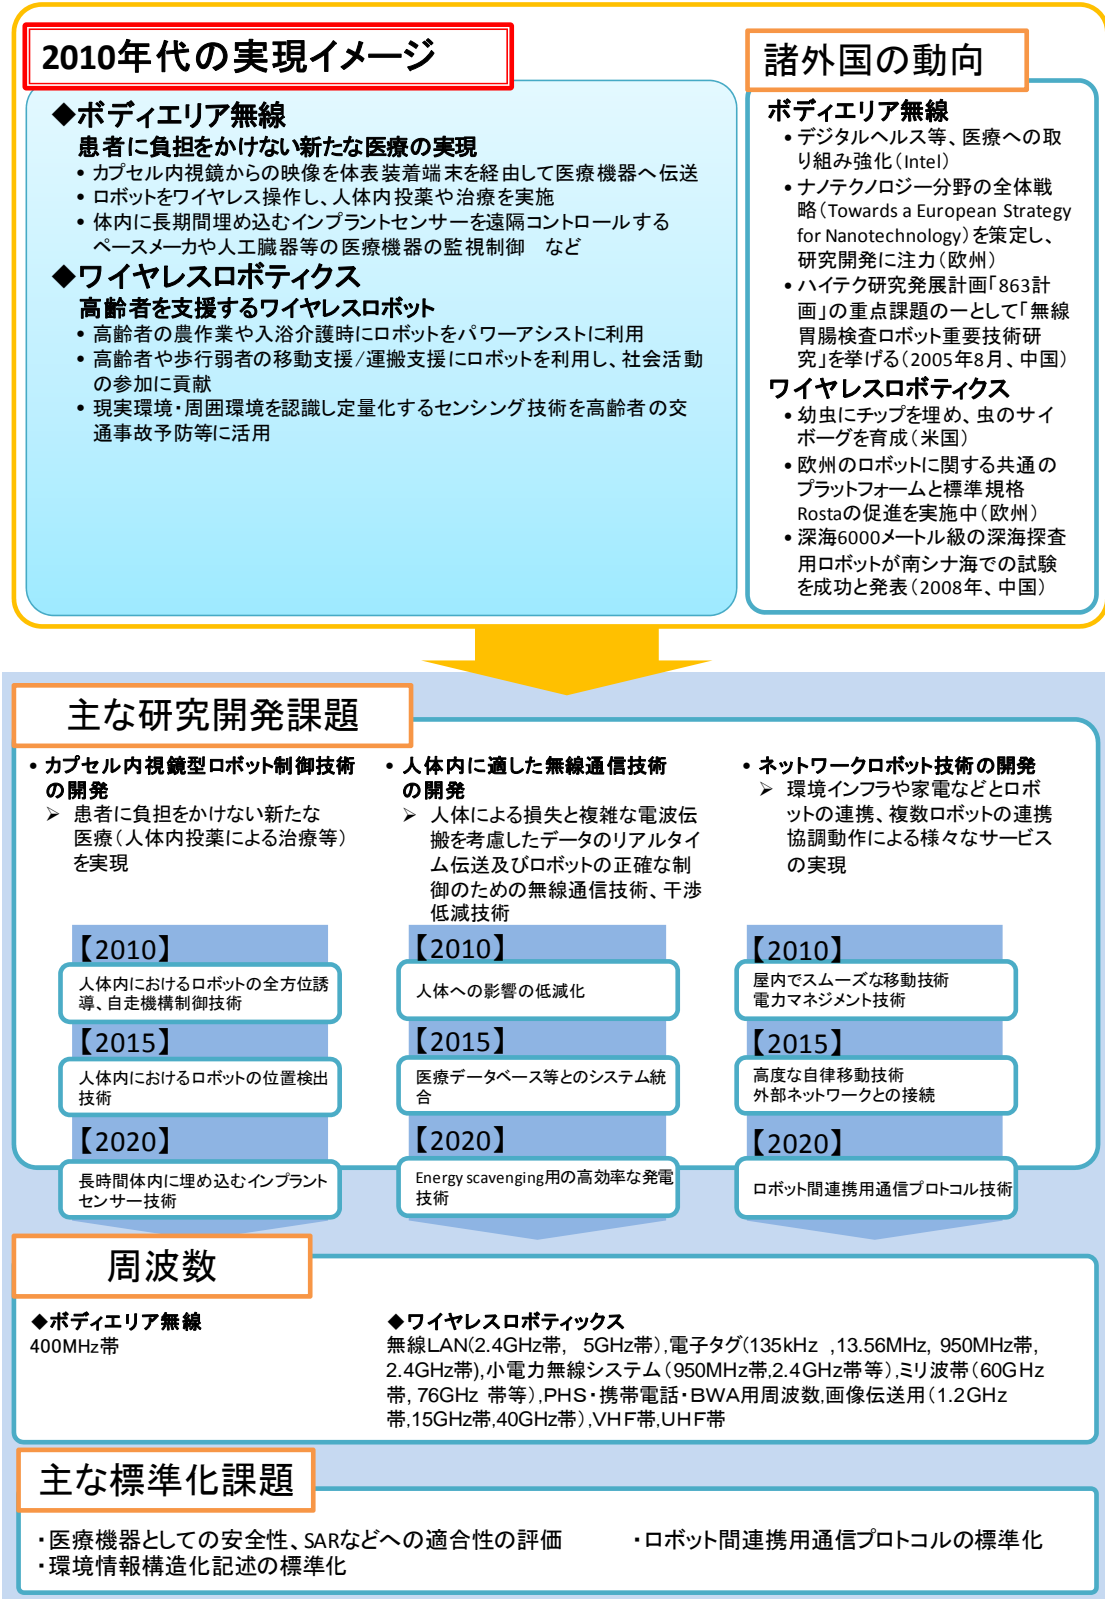 2010年代の実現イメージ
◆ボディエリア無線
患者に負担をかけない新たな医療の実現
• カプセル内視鏡からの映像を体表装着端末を経由して医療機器へ伝送
• ロボットをワイヤレス操作し、人体内投薬や治療を実施
• 体内に長期間埋め込むインプラントセンサーを遠隔コントロールする
ペースメーカや人工臓器等の医療機器の監視制御　など
◆ワイヤレスロボティクス
高齢者を支援するワイヤレスロボット
• 高齢者の農作業や入浴介護時にロボットをパワーアシストに利用
• 高齢者や歩行弱者の移動支援/運搬支援にロボットを利用し、社会活動
の参加に貢献
• 現実環境・周囲環境を認識し定量化するセンシング技術を高齢者の交
通事故予防等に活用
諸外国の動向
ボディエリア無線
• デジタルヘルス等、医療への取
り組み強化（Intel）
• ナノテクノロジー分野の全体戦
略（Towards a European Strategy
for Nanotechnology）を策定し、
研究開発に注力（欧州）
• ハイテク研究発展計画「863計
画」の重点課題の一として「無線
胃腸検査ロボット重要技術研
究」を挙げる（2005年8月、中国）
ワイヤレスロボティクス
• 幼虫にチップを埋め、虫のサイ
ボーグを育成（米国）
• 欧州のロボットに関する共通の
プラットフォームと標準規格
Rostaの促進を実施中（欧州）
• 深海6000メートル級の深海探査
用ロボットが南シナ海での試験
を成功と発表（2008年、中国）
主な研究開発課題
• カプセル内視鏡型ロボット制御技術
の開発
➢ 患者に負担をかけない新たな
医療（人体内投薬による治療等）
を実現
【2010】
人体内におけるロボットの全方位誘
導、自走機構制御技術
【2015】
人体内におけるロボットの位置検出
技術
【2020】
長時間体内に埋め込むインプラント
センサー技術
• 人体内に適した無線通信技術
の開発
➢ 人体による損失と複雑な電波伝
搬を考慮したデータのリアルタイ
ム伝送及びロボットの正確な制
御のための無線通信技術、干渉
低減技術
【2010】
人体への影響の低減化
【2015】
医療データベース等とのシステム統
合
【2020】
Energy scavenging用の高効率な発電
技術
• ネットワークロボット技術の開発
➢ 環境インフラや家電などとロボ
ットの連携、複数ロボットの連携
協調動作による様々なサービス
の実現
【2010】
屋内でスムーズな移動技術
電力マネジメント技術
【2015】
高度な自律移動技術
外部ネットワークとの接続
【2020】
ロボット間連携用通信プロトコル技術
周波数
◆ボディエリア無線
400MHz帯
◆ワイヤレスロボティックス
無線LAN(2.4GHz帯,　5GHz帯),電子タグ(135kHz ,13.56MHz, 950MHz帯,
2.4GHz帯),小電力無線システム（950MHz帯,2.4GHz帯等）,ミリ波帯（60GHz
帯, 76GHz 帯等）,PHS・携帯電話・BWA用周波数,画像伝送用（1.2GHz
帯,15GHz帯,40GHz帯）,VHF帯,UHF帯
主な標準化課題
・医療機器としての安全性、SARなどへの適合性の評価
・環境情報構造化記述の標準化
・ロボット間連携用通信プロトコルの標準化